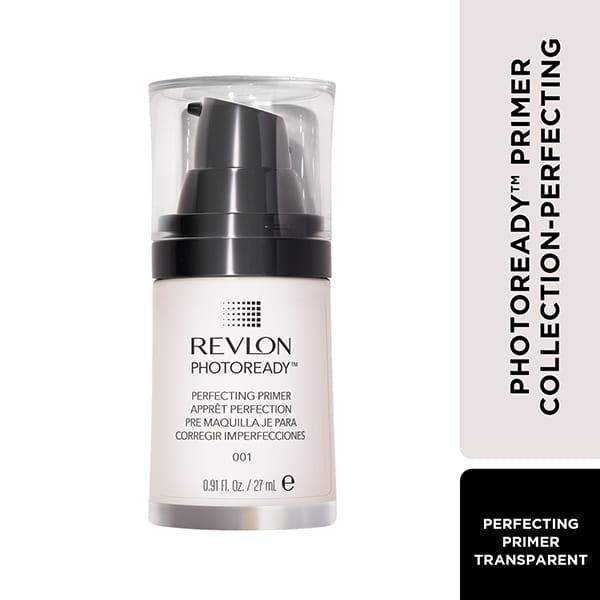 REVLON
PHOTOREADY™
PERFECTING PRIMER
APPRÊT PERFECTION
PRE MAQUILLA JE PARA
CORREGIR IMPERFECCIONES
001
0.91 Fl. Oz. / 27 mL e
PHOTOREADY™ PRIMER
COLLECTION-PERFECTING
PERFECTING
PRIMER
TRANSPARENT